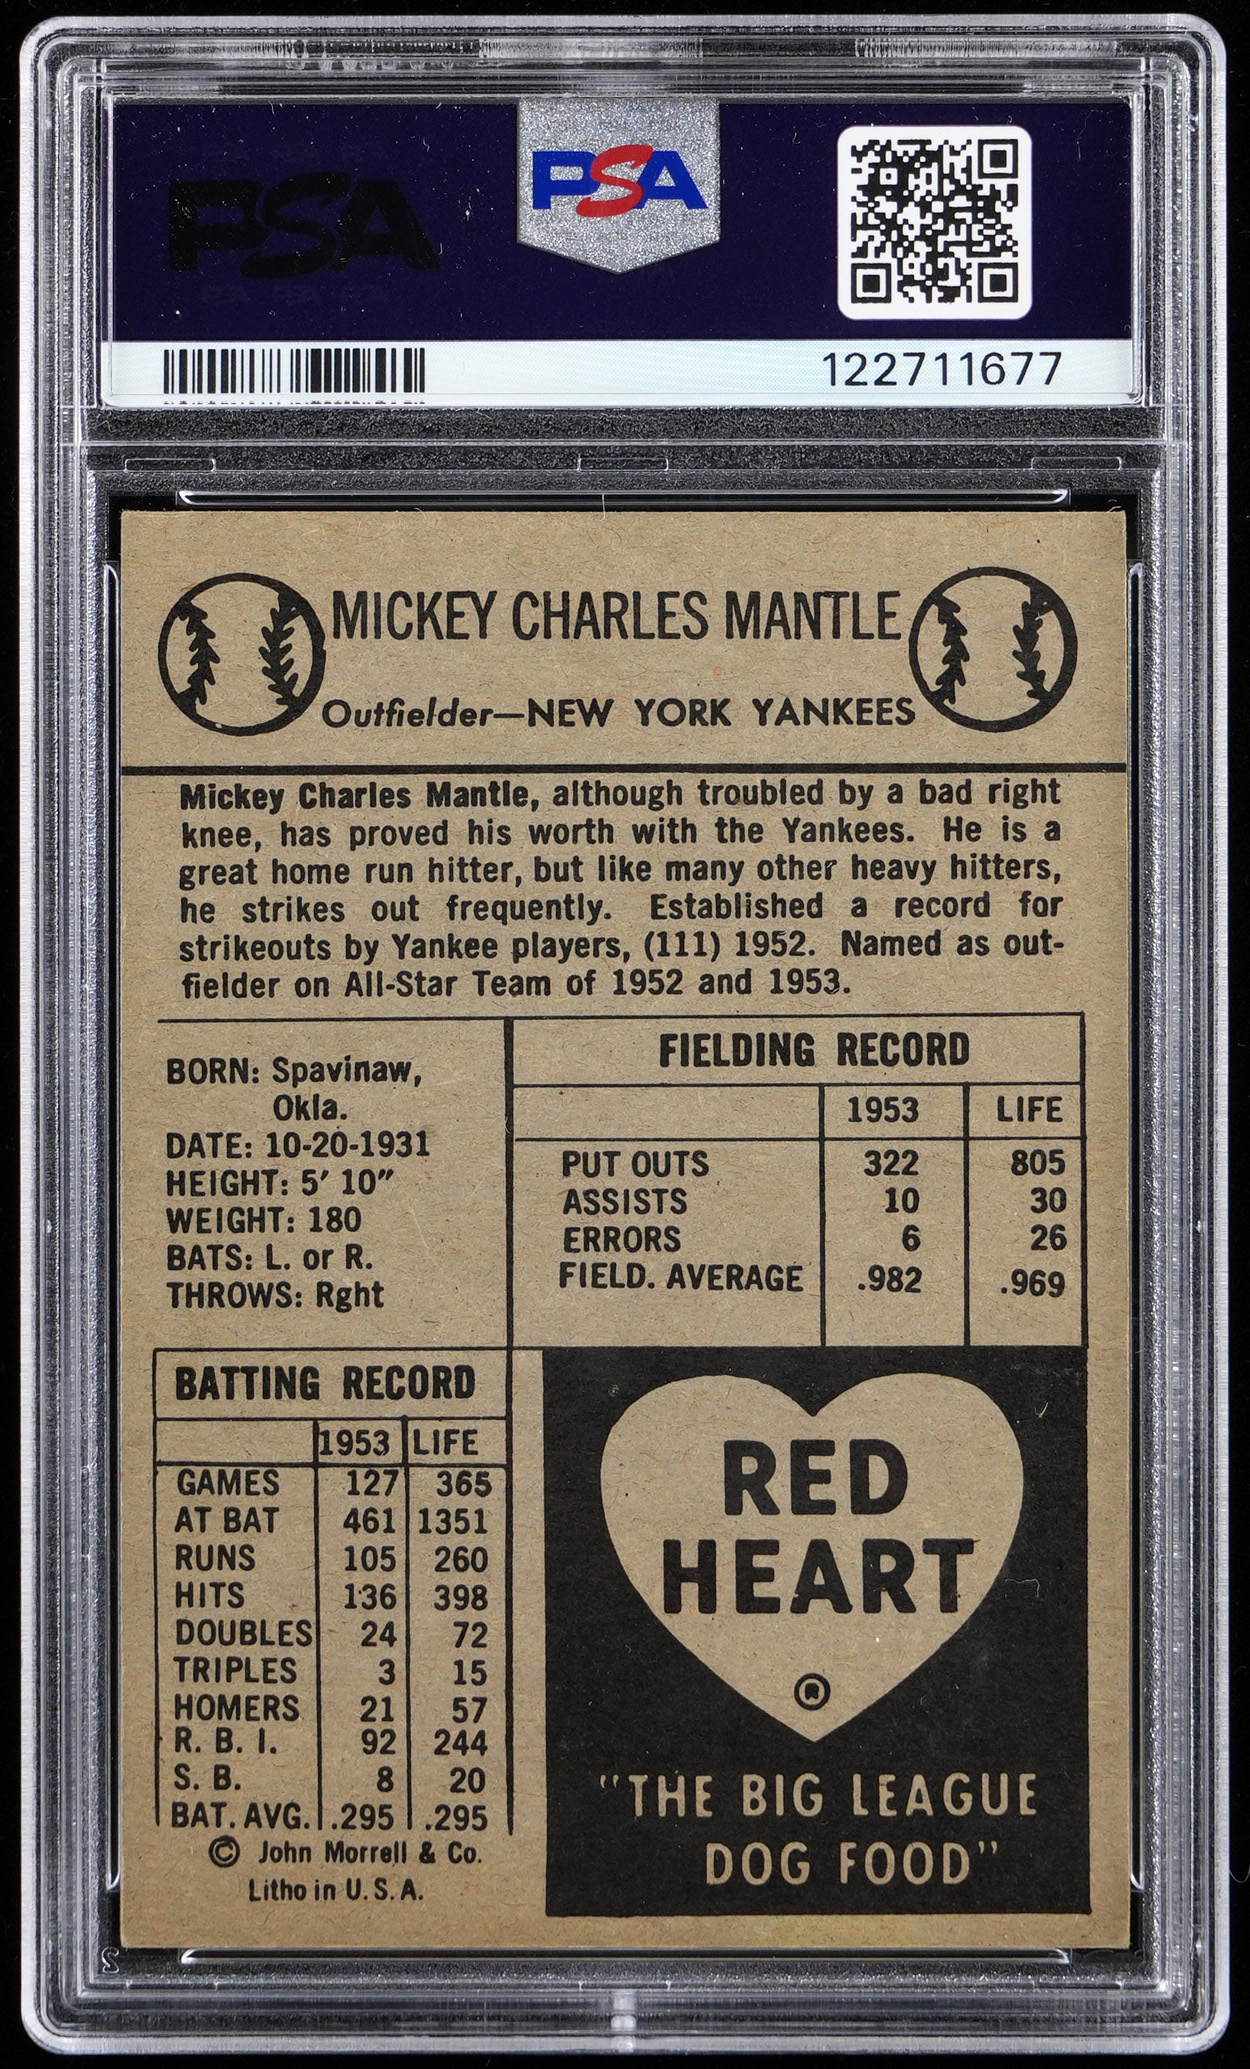 PSA
PSA
122711677
MICKEY CHARLES MANTLE
Outfielder—NEW YORK YANKEES
Mickey Charles Mantle, although troubled by a bad right
knee, has proved his worth with the Yankees. He is a
great home run hitter, but like many other heavy hitters,
he strikes out frequently. Established a record for
strikeouts by Yankee players, (111) 1952. Named as out-
fielder on All-Star Team of 1952 and 1953.
BORN: Spavinaw,
Okla.
DATE: 10-20-1931
HEIGHT: 5' 10"
WEIGHT: 180
BATS: L. or R.
THROWS: Rght
FIELDING RECORD
1953 LIFE
PUT OUTS 322 805
ASSISTS 10 30
ERRORS 6 26
FIELD. AVERAGE .982 .969
BATTING RECORD
1953 LIFE
GAMES 127 365
AT BAT 461 1351
RUNS 105 260
HITS 136 398
DOUBLES 24 72
TRIPLES 3 15
HOMERS 21 57
R. B. I. 92 244
S. B. 8 20
BAT. AVG. .295 .295
© John Morrell & Co.
Litho in U. S. A.
RED
HEART
®
"THE BIG LEAGUE
DOG FOOD"